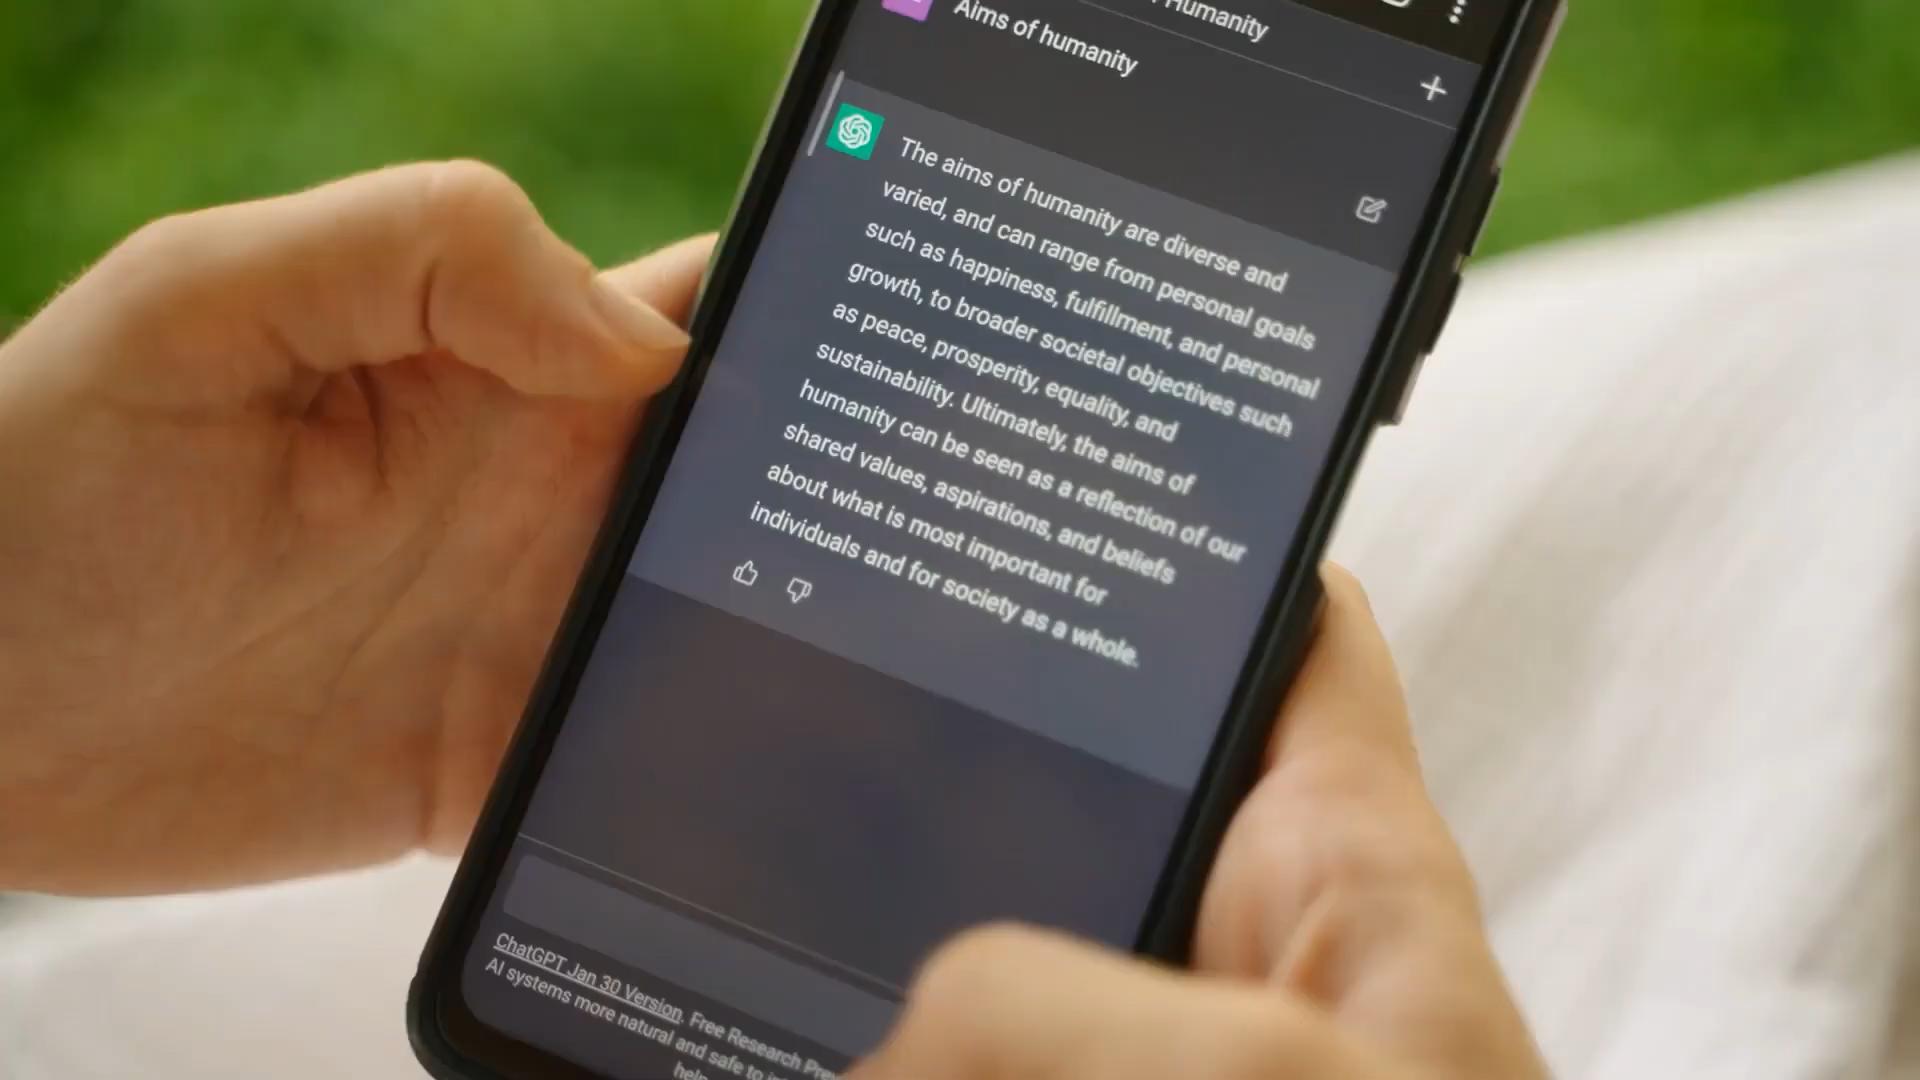 Humanity
Aims of humanity
The aims of humanity are diverse and
varied, and can range from personal goals
such as happiness, fulfillment, and personal
growth, to broader societal objectives such
as peace, prosperity, equality, and
sustainability. Ultimately, the aims of
humanity can be seen as a reflection of our
shared values, aspirations, and beliefs
about what is most important for
individuals and for society as a whole.
ChatGPT Jan 30 Version. Free Research
AI systems more natural and safe to